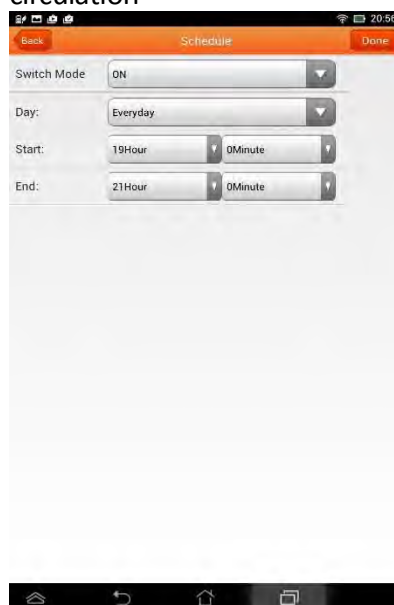 circulation
20:56
Back Schedule Done
Switch Mode ON
Day: Everyday
Start: 19Hour 0Minute
End: 21Hour 0Minute